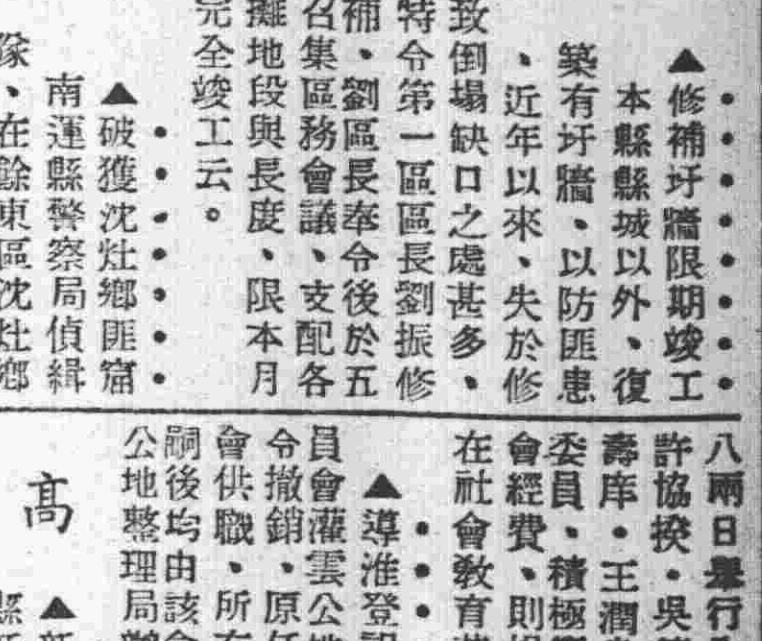 ▲修補圩牆限期竣工
本縣縣城以外、復
築有圩牆、以防匪患
、近年以來、失於修
致倒塌缺口之處甚多、
特令第一區區長劉振修
補、劉區長奉令後於五
召集區務會議、支配各
攤地段與長度、限本月
完全竣工云。
▲破獲沈灶鄉匪窟
南運縣警察局偵緝
隊、在餘東區沈灶鄉
八兩日舉行
許協揆・吳
壽庠・王潤
委員・積極
會經費、則
在社會教育
▲導淮登
員會灌雲公地
令撤銷、原任
會供職、所有
嗣後均由該會
公地整理局
高
▲
縣